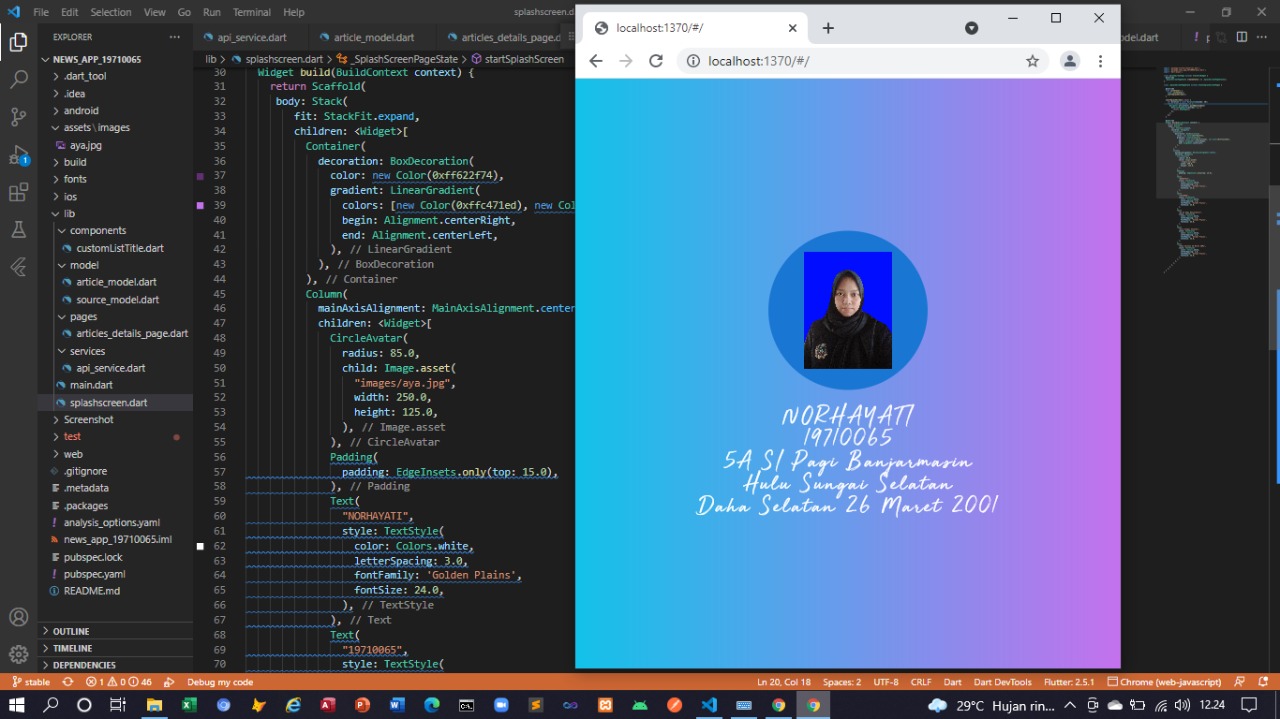 File Edit Selection View Go Run Terminal Help
splashscreen.da
localhost:1370/#/
EXPLORER
api_service.dart article_model.dart articles_details_page.d
localhost:1370/#/
NEWS_APP_19710065
lib > splashscreen.dart > _SplashScreenPageState > startSplashScreen
.dart_tool
.idea
android
assets \ images
aya.jpg
build
fonts
ios
lib
components
customListTitle.dart
model
article_model.dart
source_model.dart
pages
articles_details_page.dart
services
api_service.dart
main.dart
splashscreen.dart
Screenshot
test
web
.gitignore
.metadata
.packages
analysis_options.yaml
news_app_19710065.iml
pubspec.lock
pubspec.yaml
README.md
OUTLINE
TIMELINE
DEPENDENCIES
30 Widget build(BuildContext context) {
31 return Scaffold(
32 body: Stack(
33 fit: StackFit.expand,
34 children: <Widget>[
35 Container(
36 decoration: BoxDecoration(
37 color: new Color(0xff622f74),
38 gradient: LinearGradient(
39 colors: [new Color(0xffc471ed), new Col
40 begin: Alignment.centerRight,
41 end: Alignment.centerLeft,
42 ), // LinearGradient
43 ), // BoxDecoration
44 ), // Container
45 Column(
46 mainAxisAlignment: MainAxisAlignment.center
47 children: <Widget>[
48 CircleAvatar(
49 radius: 85.0,
50 child: Image.asset(
51 "images/aya.jpg",
52 width: 250.0,
53 height: 125.0,
54 ), // Image.asset
55 ), // CircleAvatar
56 Padding(
57 padding: EdgeInsets.only(top: 15.0),
58 ), // Padding
59 Text(
60 "NORHAYATI",
61 style: TextStyle(
62 color: Colors.white,
63 letterSpacing: 3.0,
64 fontFamily: 'Golden Plains',
65 fontSize: 24.0,
66 ), // TextStyle
67 ), // Text
68 Text(
69 "19710065",
70 style: TextStyle(
NORHAYATI
19710065
5A SI Pagi Banjarmasin
Hulu Sungai Selatan
Daha Selatan 26 Maret 2001
stable 1 0 46 Debug my code Ln 20, Col 18 Spaces: 2 UTF-8 CRLF Dart Dart DevTools Flutter: 2.5.1 Chrome (web-javascript)
29°C Hujan rin... 12.24